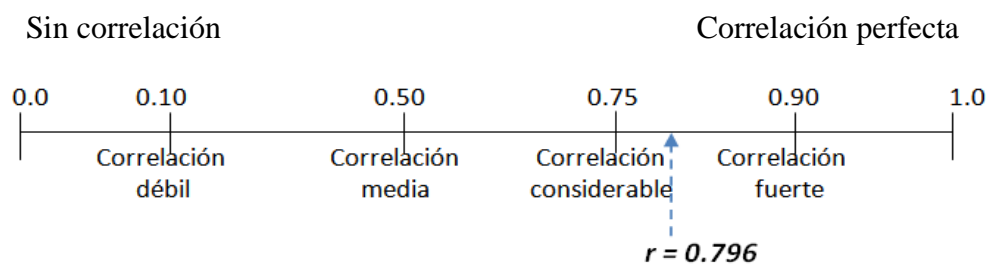 Sin correlación Correlación perfecta
0.0 0.10 0.50 0.75 0.90 1.0
Correlación Correlación Correlación Correlación
débil media considerable fuerte
r = 0.796